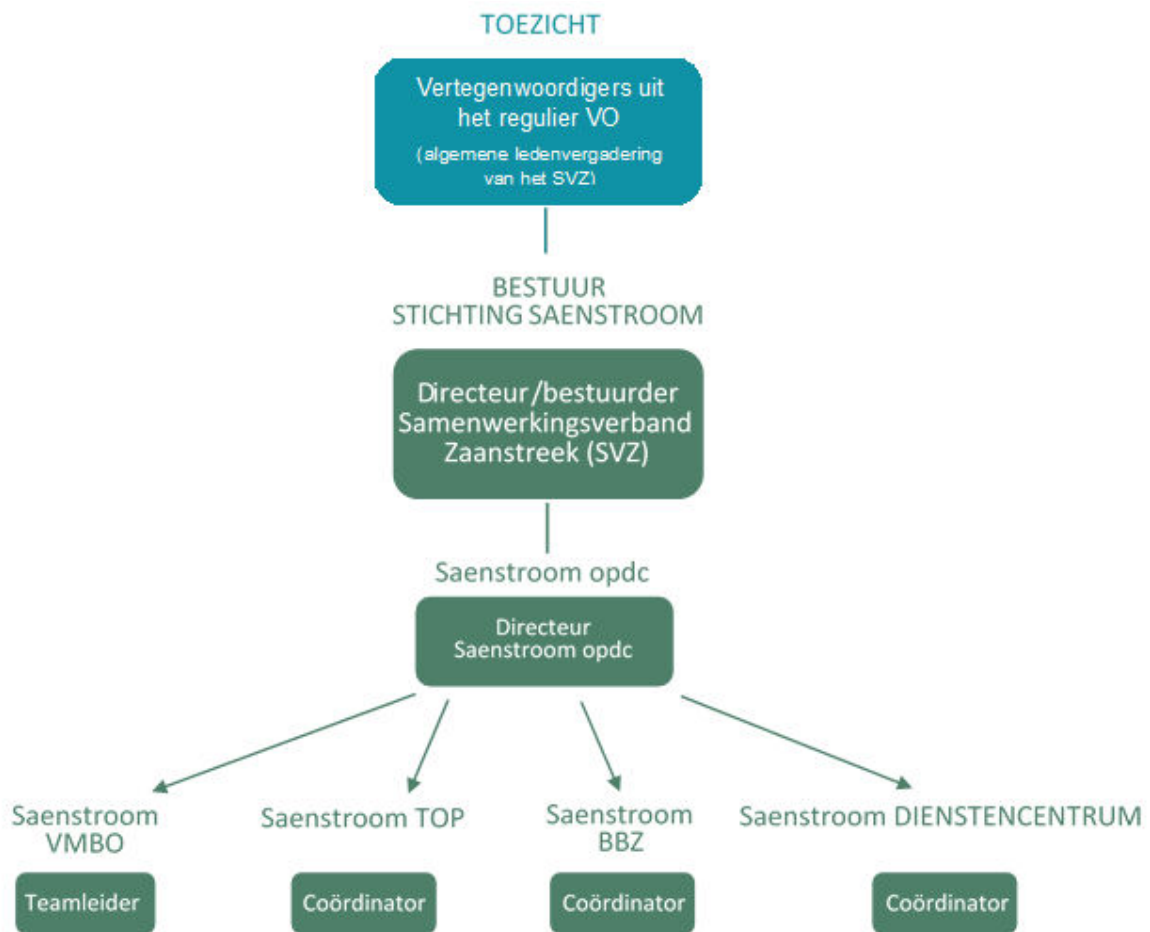 TOEZICHT
Vertegenwoordigers uit
het regulier VO
(algemene ledenvergadering
van het SVZ)
BESTUUR
STICHTING SAENSTROOM
Directeur/bestuurder
Samenwerkingsverband
Zaanstreek (SVZ)
Saenstroom opdc
Directeur
Saenstroom opdc
Saenstroom
VMBO
Teamleider
Saenstroom TOP
Coördinator
Saenstroom
BBZ
Coördinator
Saenstroom DIENSTENCENTRUM
Coördinator